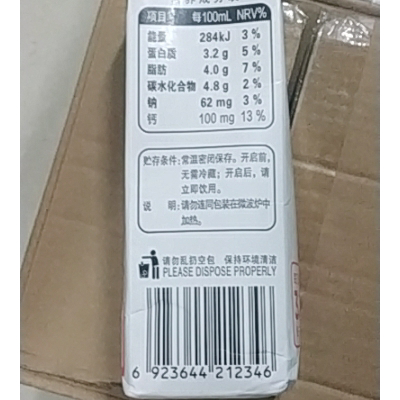 项目 每100mL NRV%
能量 284kJ 3%
蛋白质 3.2 g 5%
脂肪 4.0 g 7%
碳水化合物 4.8 g 2%
钠 62 mg 3%
钙 100 mg 13%
贮存条件:常温密闭保存。开启前,
无需冷藏;开启后,请
立即饮用。
说 明:请勿连同包装在微波炉中
加热。
请勿乱扔空包 保持环境清洁
PLEASE DISPOSE PROPERLY
6 923644 212346